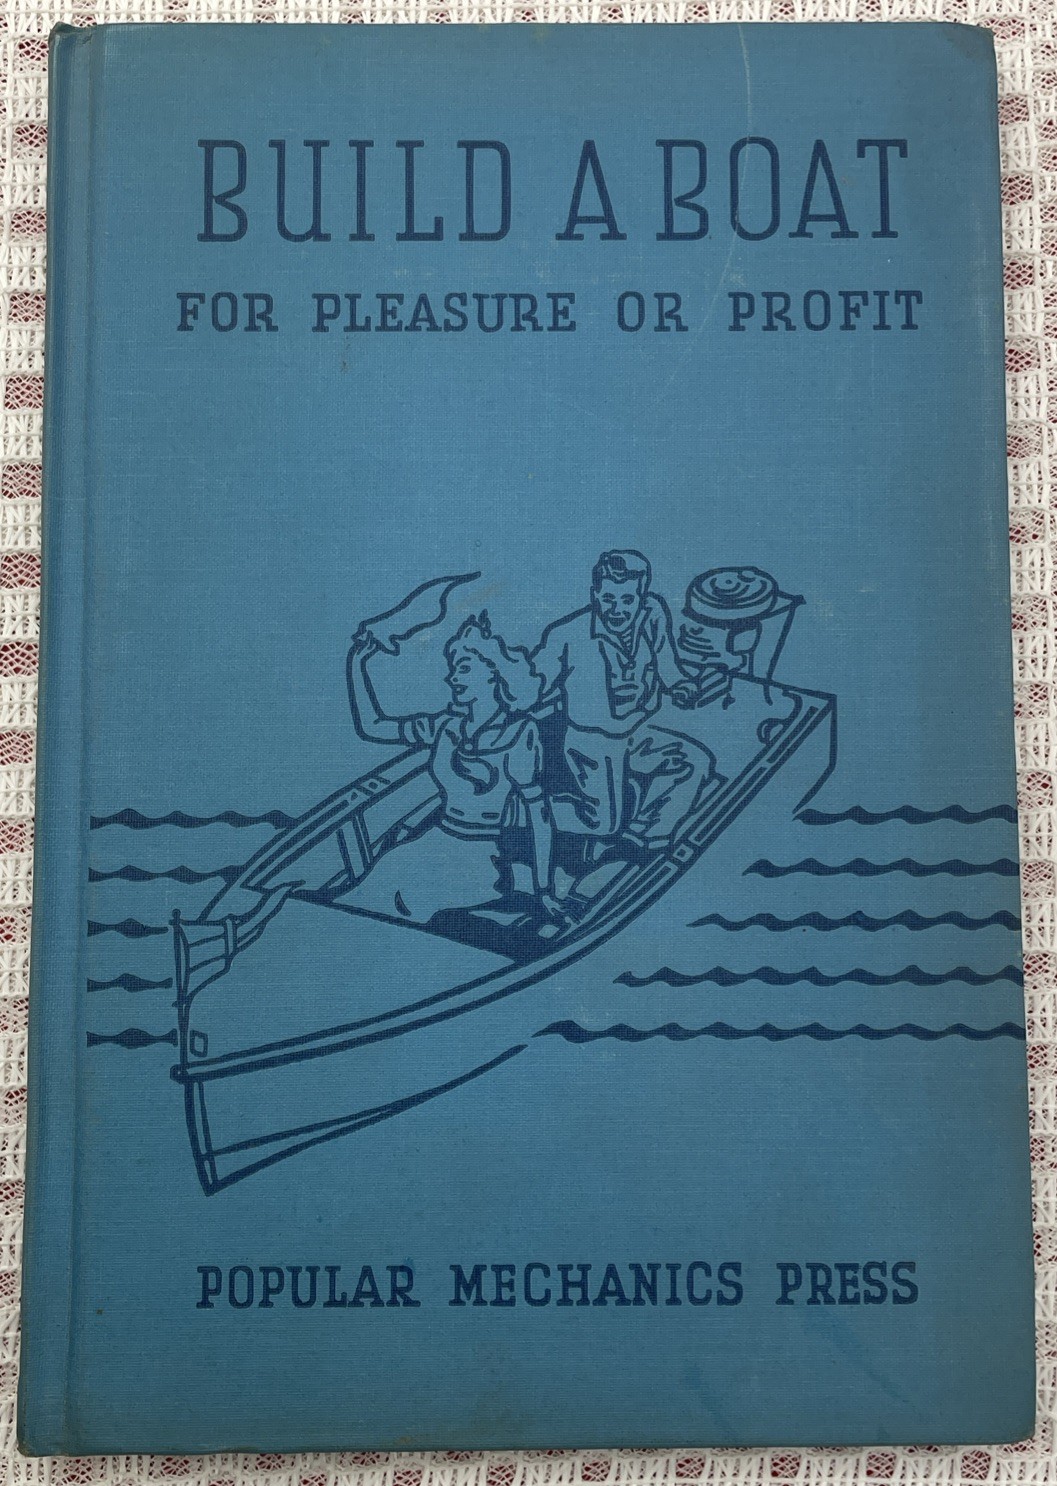 BUILD A BOAT
FOR PLEASURE OR PROFIT
POPULAR MECHANICS PRESS